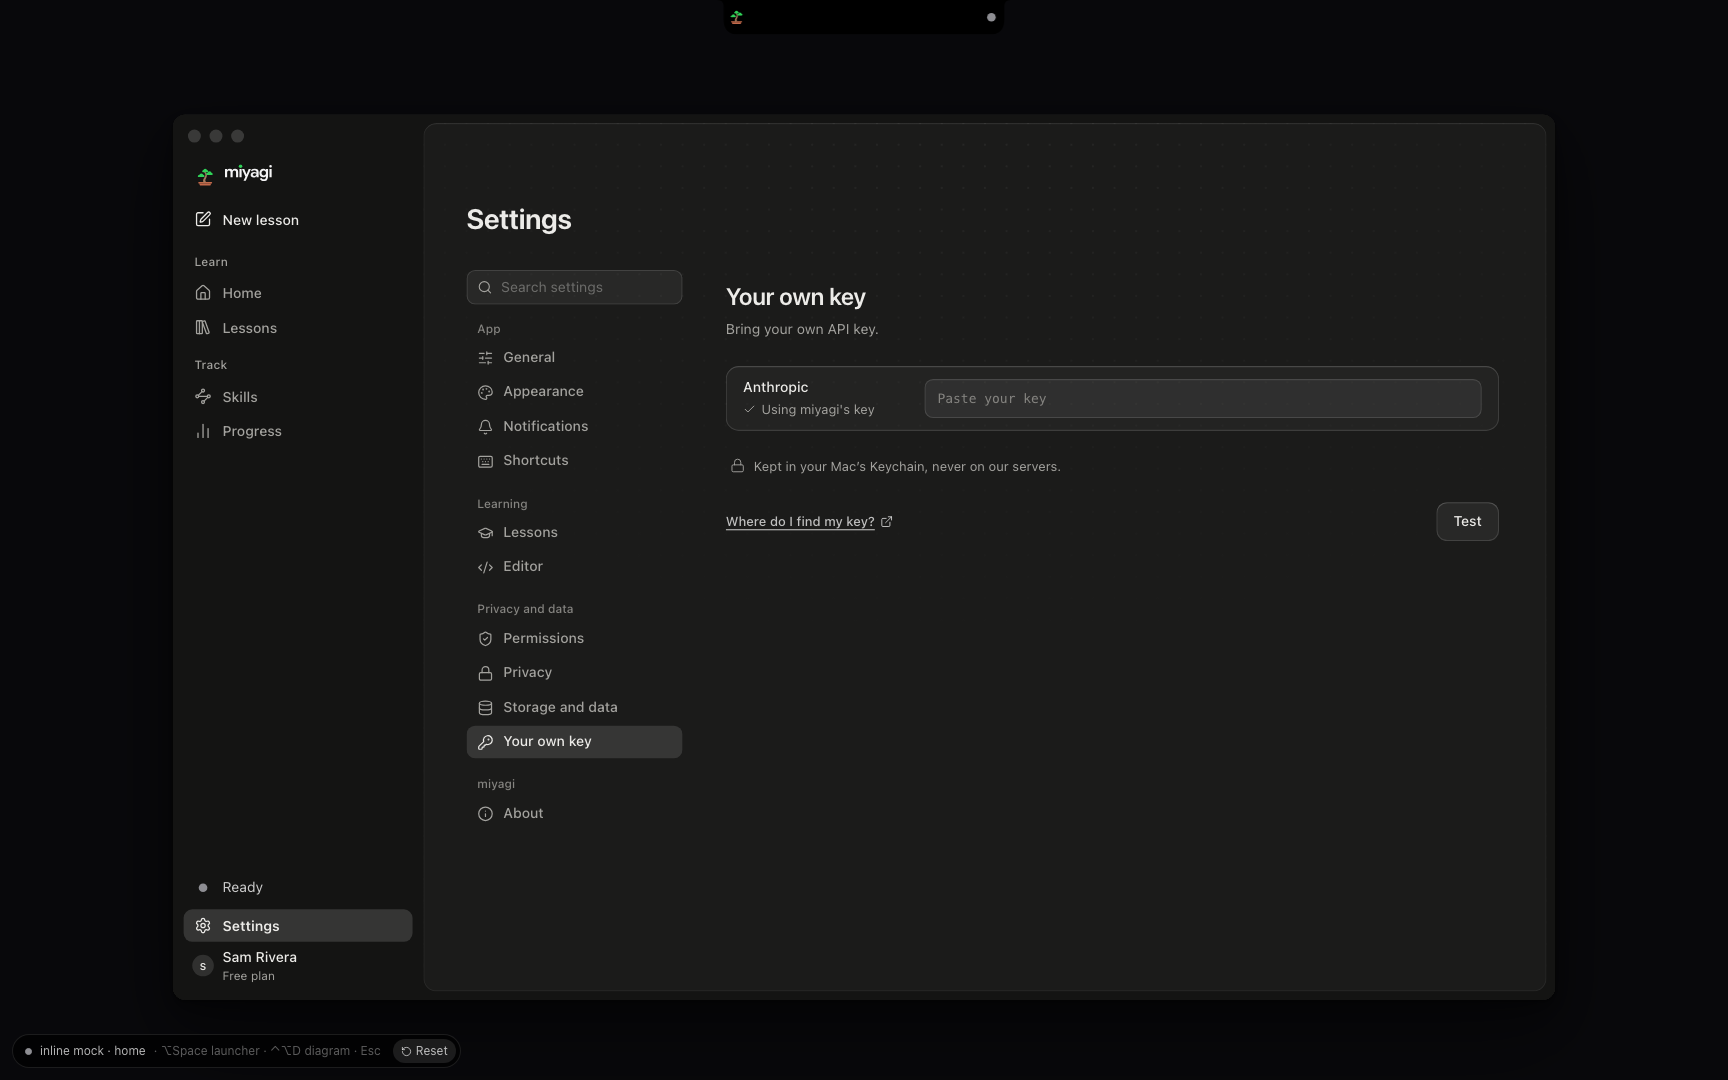 miyagi
New lesson
Learn
Home
Lessons
Track
Skills
Progress
Ready
Settings
S
Sam Rivera
Free plan
Settings
Search settings
App
General
Appearance
Notifications
Shortcuts
Learning
Lessons
Editor
Privacy and data
Permissions
Privacy
Storage and data
Your own key
miyagi
About
Your own key
Bring your own API key.
Anthropic
Using miyagi's key
Paste your key
Kept in your Mac’s Keychain, never on our servers.
Where do I find my key?
Test
inline mock · home · ⌥Space launcher · ^⌥D diagram · Esc
Reset